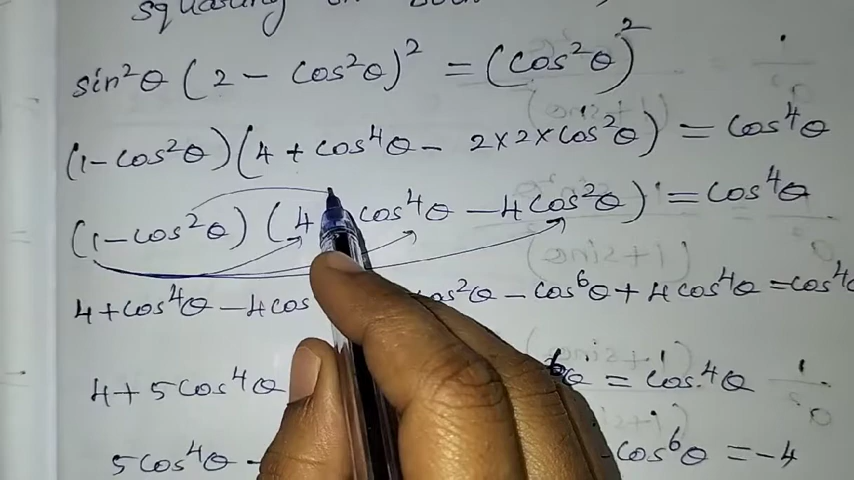 squaring on both
sin²θ (2 - cos²θ)² = (cos²θ)²
(1 - cos²θ)(4 + cos⁴θ - 2×2×cos²θ) = cos⁴θ
(1 - cos²θ) (4 cos⁴θ - 4cos²θ) = cos⁴θ
4 + cos⁴θ - 4cos cos²θ - cos⁶θ + 4cos⁴θ = cos⁴θ
4 + 5cos⁴θ = cos⁴θ
5cos⁴θ - cos⁶θ = -4